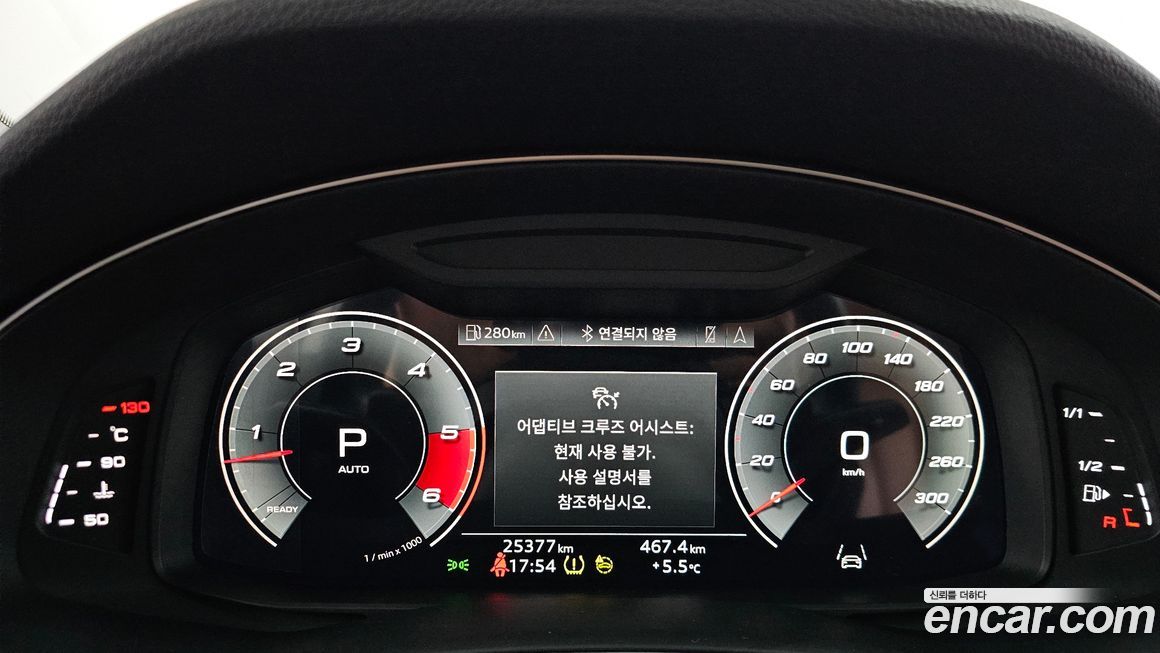 280km
연결되지 않음
130
°C
90
50
1
2
3
4
5
6
READY
P
AUTO
1 / min x 1000
어댑티브 크루즈 어시스트:
현재 사용 불가.
사용 설명서를
참조하십시오.
25377km
467.4km
17:54
+5.5°C
0
20
40
60
80
100
140
180
220
260
300
0
km/h
1/1
1/2
R
신뢰를 더하다
encar.com